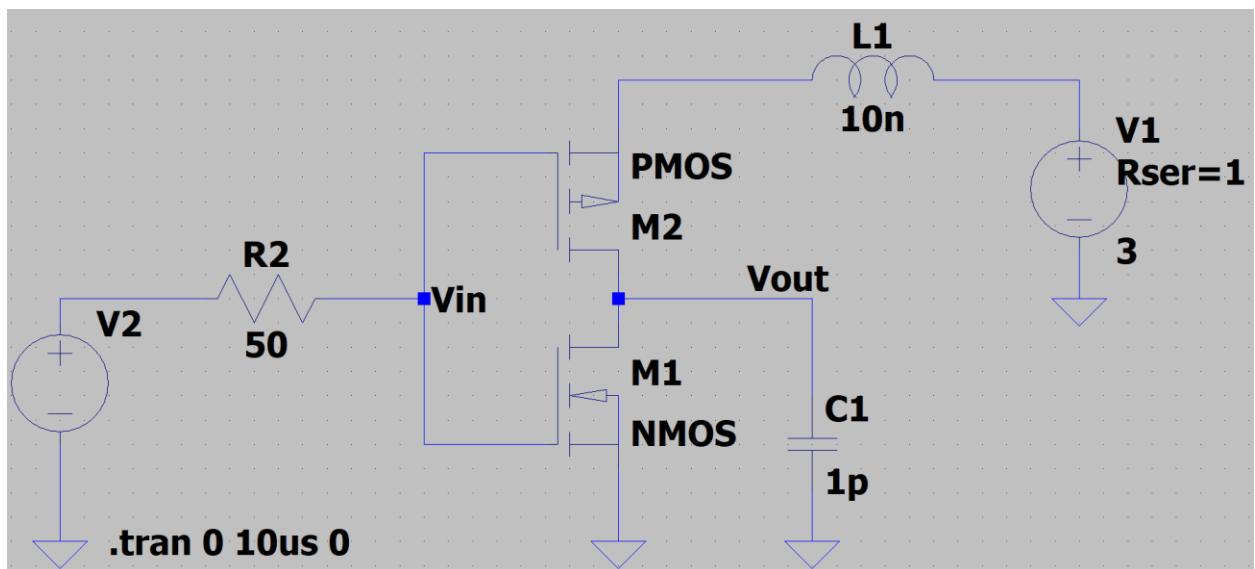 L1
10n
V1
Rser=1
3
PMOS
M2
R2
50
Vin
Vout
V2
M1
NMOS
C1
1p
.tran 0 10us 0